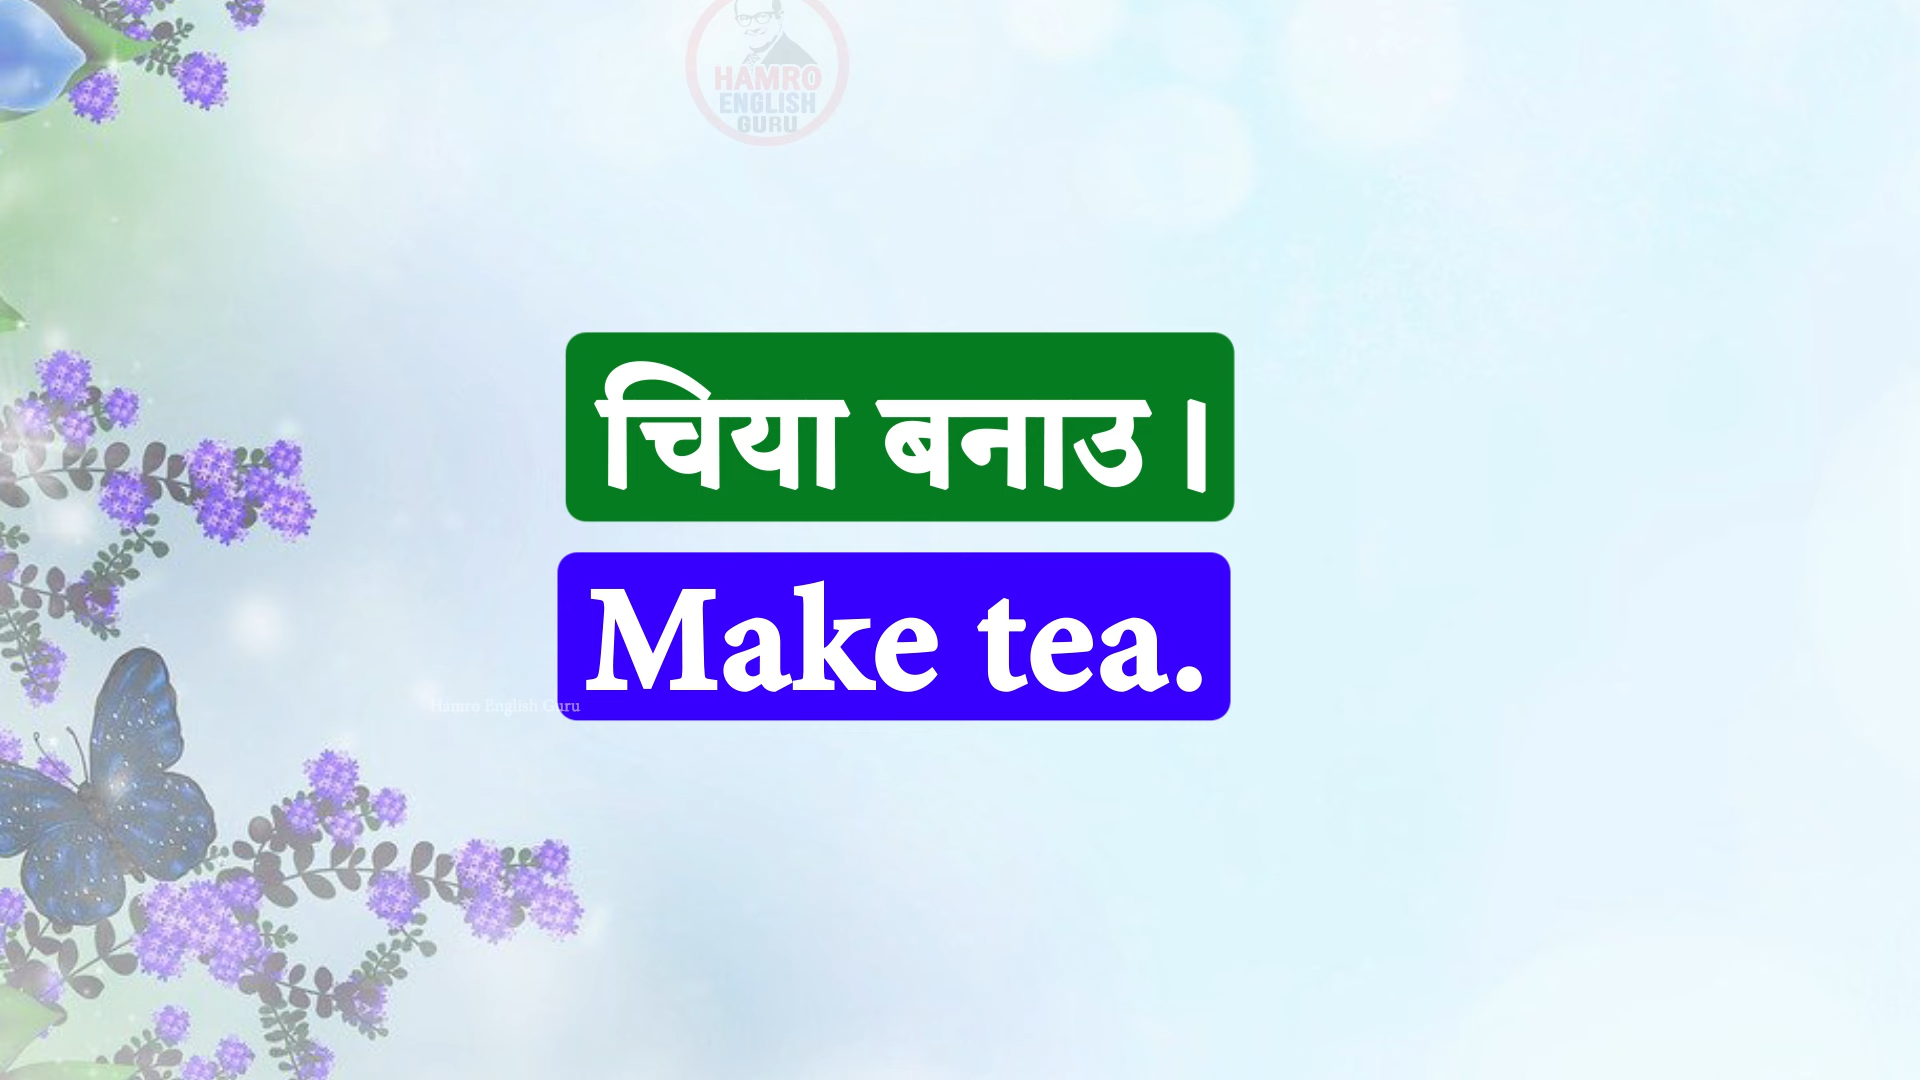 HAMRO
ENGLISH
GURU
चिया बनाउ ।
Make tea.
Hamro English Guru